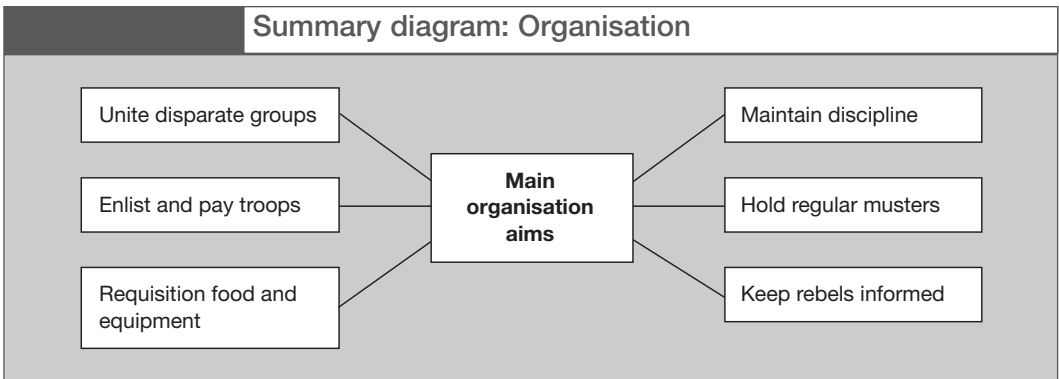 Summary diagram: Organisation
Unite disparate groups
Enlist and pay troops
Requisition food and
equipment
Main
organisation
aims
Maintain discipline
Hold regular musters
Keep rebels informed